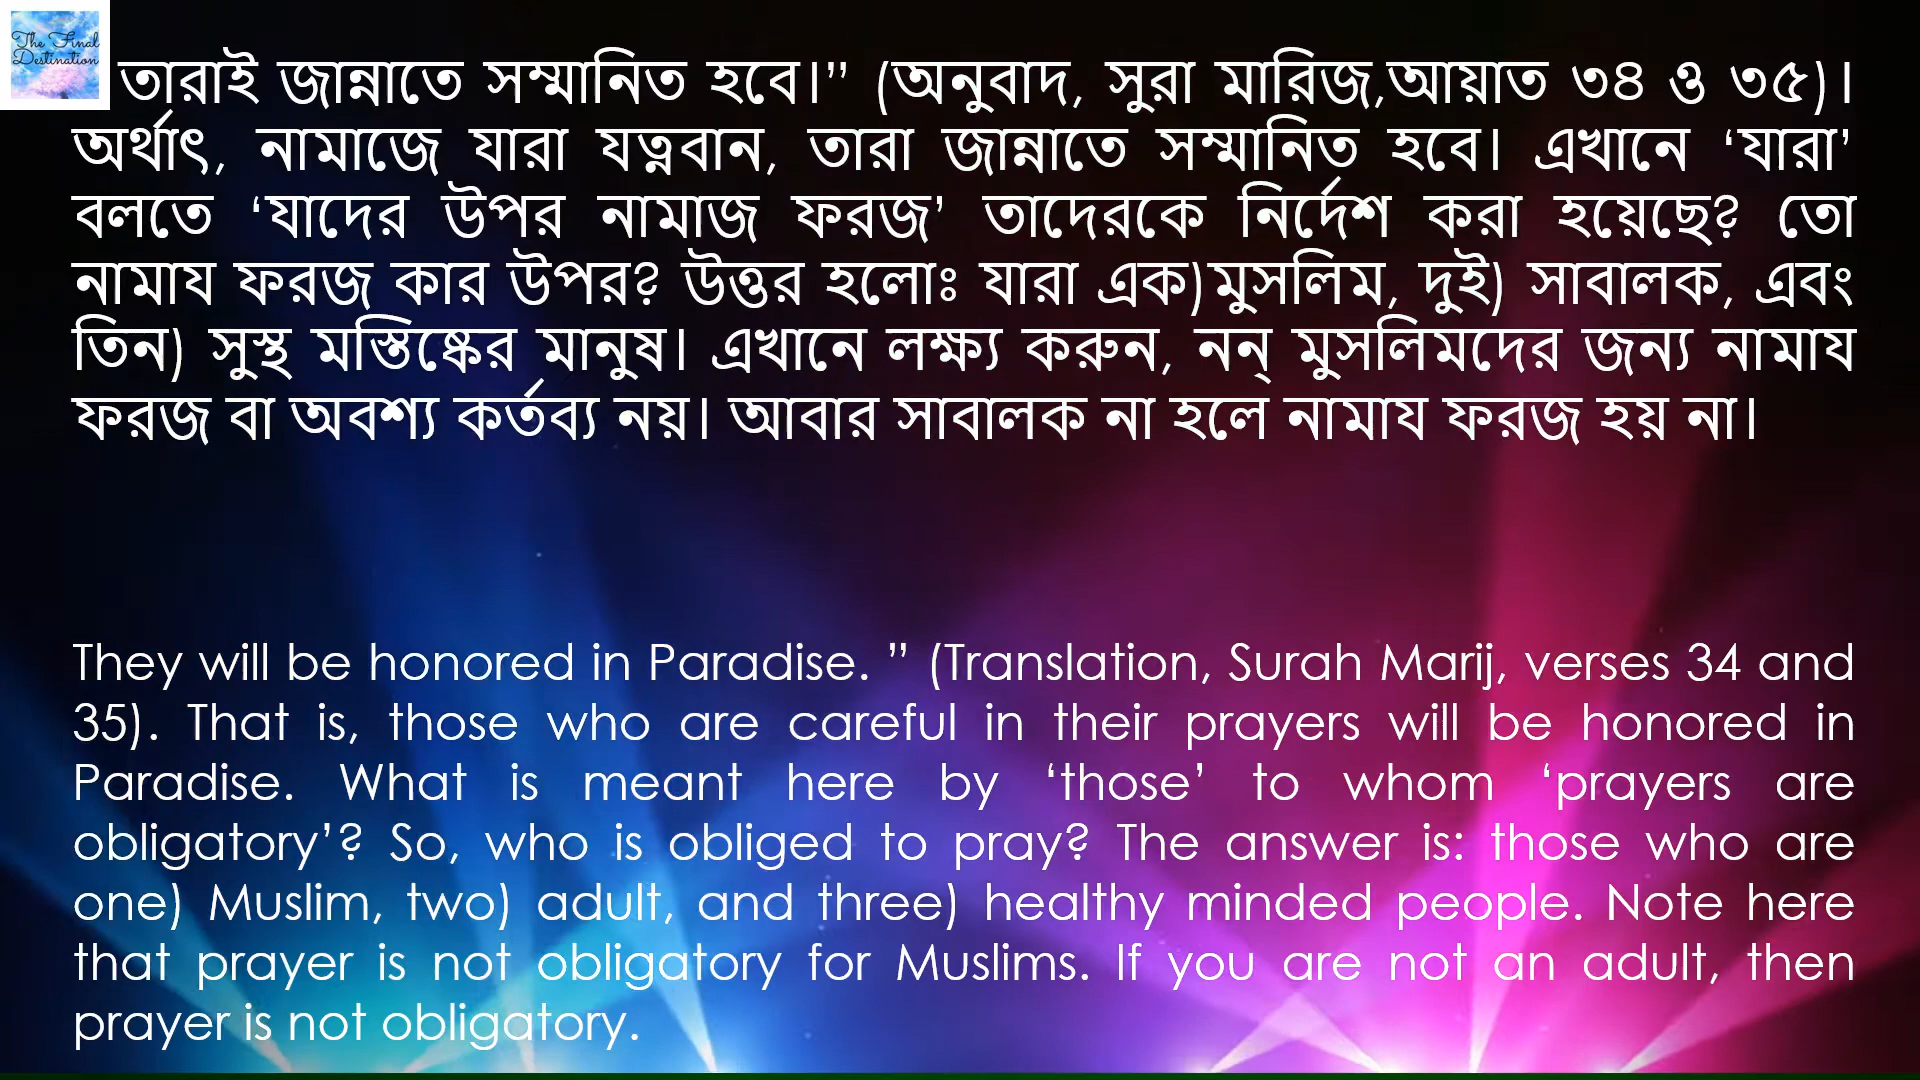 The Final
Destination
তারাই জান্নাতে সম্মানিত হবে।” (অনুবাদ, সুরা মারিজ,আয়াত ৩৪ ও ৩৫)।
অর্থাৎ, নামাজে যারা যত্নবান, তারা জান্নাতে সম্মানিত হবে। এখানে ‘যারা’
বলতে ‘যাদের উপর নামাজ ফরজ’ তাদেরকে নির্দেশ করা হয়েছে? তো
নামায ফরজ কার উপর? উত্তর হলোঃ যারা এক)মুসলিম, দুই) সাবালক, এবং
তিন) সুস্থ মস্তিষ্কের মানুষ। এখানে লক্ষ্য করুন, নন্ মুসলিমদের জন্য নামায
ফরজ বা অবশ্য কর্তব্য নয়। আবার সাবালক না হলে নামায ফরজ হয় না।
They will be honored in Paradise. ” (Translation, Surah Marij, verses 34 and
35). That is, those who are careful in their prayers will be honored in
Paradise. What is meant here by ‘those’ to whom ‘prayers are
obligatory’? So, who is obliged to pray? The answer is: those who are
one) Muslim, two) adult, and three) healthy minded people. Note here
that prayer is not obligatory for Muslims. If you are not an adult, then
prayer is not obligatory.